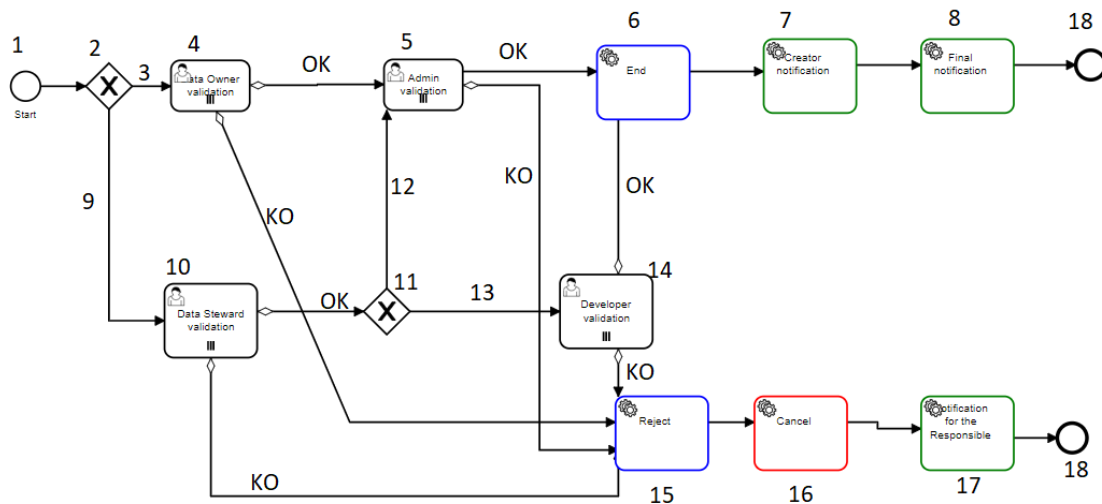 1
2
3
4
5
6
7
8
18
Start
Data Owner
validation
OK
Admin
validation
OK
End
Creator
notification
Final
notification
9
KO
12
KO
OK
10
Data Steward
validation
OK
11
13
14
Developer
validation
KO
KO
Reject
Cancel
Notification
for the
Responsible
15
16
17
18